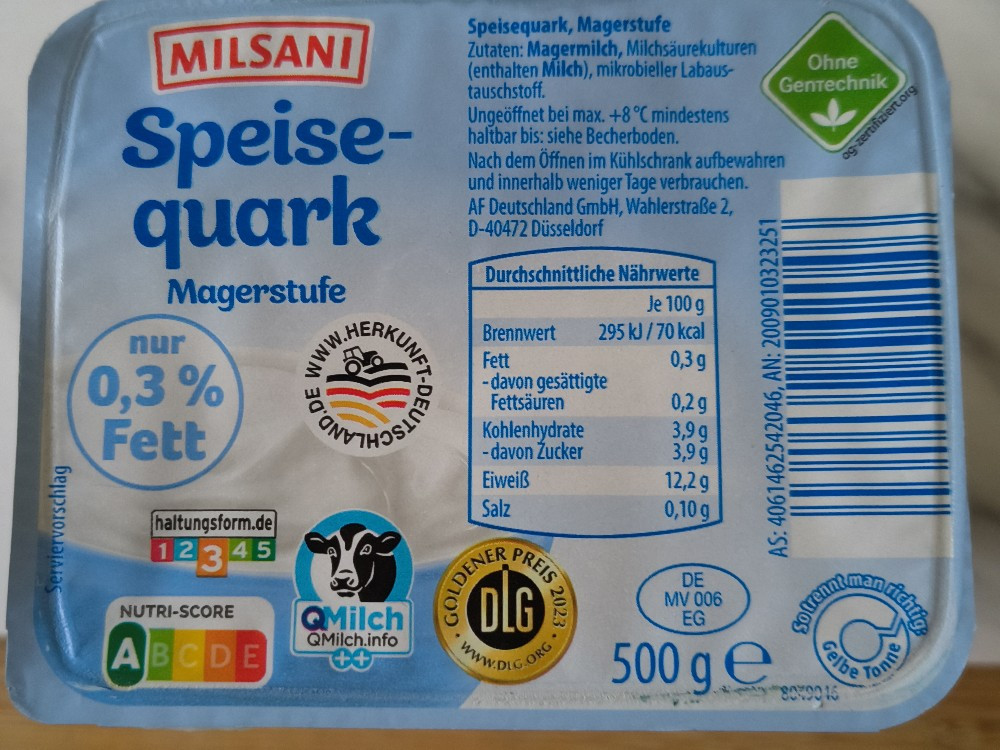 MILSANI
Speise-
quark
Magerstufe
nur
0,3 %
Fett
WWW.HERKUNFT-DEUTSCHLAND.DE
Serviervorschlag
haltungsform.de
1 2 3 4 5
NUTRI-SCORE
A B C D E
QMilch
QMilch.info
++
GOLDENER PREIS 2023
DLG
WWW.DLG.ORG
Speisequark, Magerstufe
Zutaten: Magermilch, Milchsäurekulturen
(enthalten Milch), mikrobieller Labaus-
tauschstoff.
Ungeöffnet bei max. +8 °C mindestens
haltbar bis: siehe Becherboden.
Nach dem Öffnen im Kühlschrank aufbewahren
und innerhalb weniger Tage verbrauchen.
AF Deutschland GmbH, Wahlerstraße 2,
D-40472 Düsseldorf
Ohne
GenTechnik
og-zertifiziert.org
Durchschnittliche Nährwerte
Je 100 g
Brennwert 295 kJ / 70 kcal
Fett 0,3 g
- davon gesättigte
Fettsäuren 0,2 g
Kohlenhydrate 3,9 g
- davon Zucker 3,9 g
Eiweiß 12,2 g
Salz 0,10 g
AS: 4061462542046, AN: 2009010323251
DE
MV 006
EG
500 g e
So trennt man richtig:
Gelbe Tonne
8049016